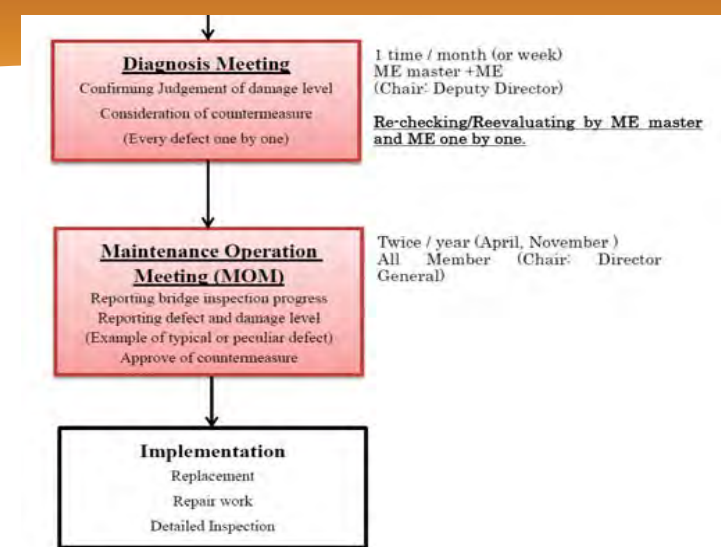 Diagnosis Meeting
Confirming Judgement of damage level
Consideration of countermeasure
(Every defect one by one)
1 time / month (or week)
ME master +ME
(Chair: Deputy Director)
Re-checking/Reevaluating by ME master
and ME one by one.
Maintenance Operation
Meeting (MOM)
Reporting bridge inspection progress
Reporting defect and damage level
(Example of typical or peculiar defect)
Approve of countermeasure
Twice / year (April, November )
All Member (Chair: Director
General)
Implementation
Replacement
Repair work
Detailed Inspection